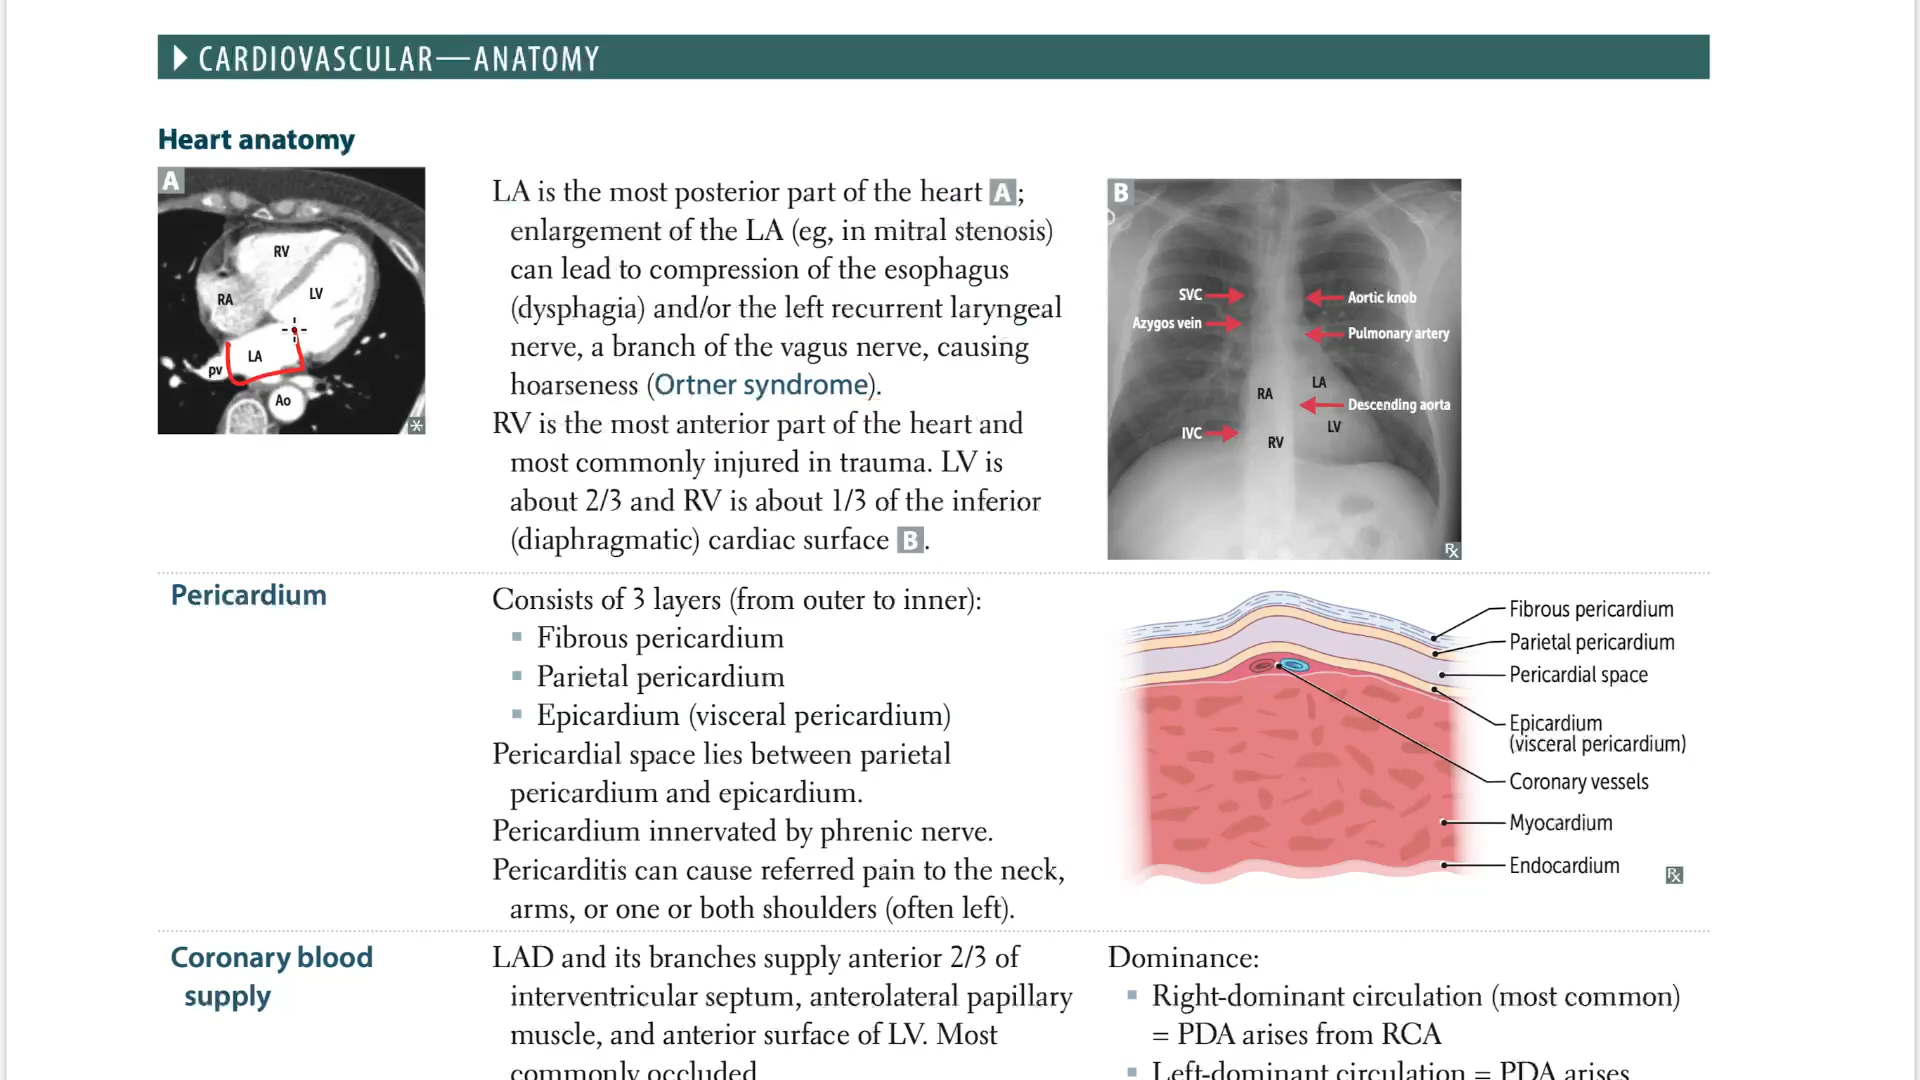 CARDIOVASCULAR—ANATOMY
Heart anatomy
A
RV
RA
LV
LA
pv
Ao
LA is the most posterior part of the heart A;
enlargement of the LA (eg, in mitral stenosis)
can lead to compression of the esophagus
(dysphagia) and/or the left recurrent laryngeal
nerve, a branch of the vagus nerve, causing
hoarseness (Ortner syndrome).
RV is the most anterior part of the heart and
most commonly injured in trauma. LV is
about 2/3 and RV is about 1/3 of the inferior
(diaphragmatic) cardiac surface B.
B
SVC
Aortic knob
Azygos vein
Pulmonary artery
LA
RA
Descending aorta
LV
IVC
RV
Rx
Pericardium
Consists of 3 layers (from outer to inner):
▪ Fibrous pericardium
▪ Parietal pericardium
▪ Epicardium (visceral pericardium)
Pericardial space lies between parietal
pericardium and epicardium.
Pericardium innervated by phrenic nerve.
Pericarditis can cause referred pain to the neck,
arms, or one or both shoulders (often left).
Fibrous pericardium
Parietal pericardium
Pericardial space
Epicardium
(visceral pericardium)
Coronary vessels
Myocardium
Endocardium
Rx
Coronary blood
supply
LAD and its branches supply anterior 2/3 of
interventricular septum, anterolateral papillary
muscle, and anterior surface of LV. Most
commonly occluded
Dominance:
▪ Right-dominant circulation (most common)
= PDA arises from RCA
▪ Left-dominant circulation = PDA arises